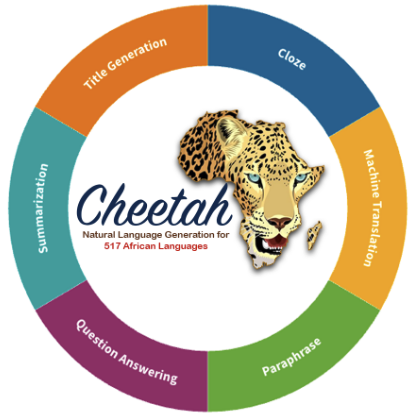 Title Generation
Cloze
Machine Translation
Paraphrase
Question Answering
Summarization
Cheetah
Natural Language Generation for
517 African Languages